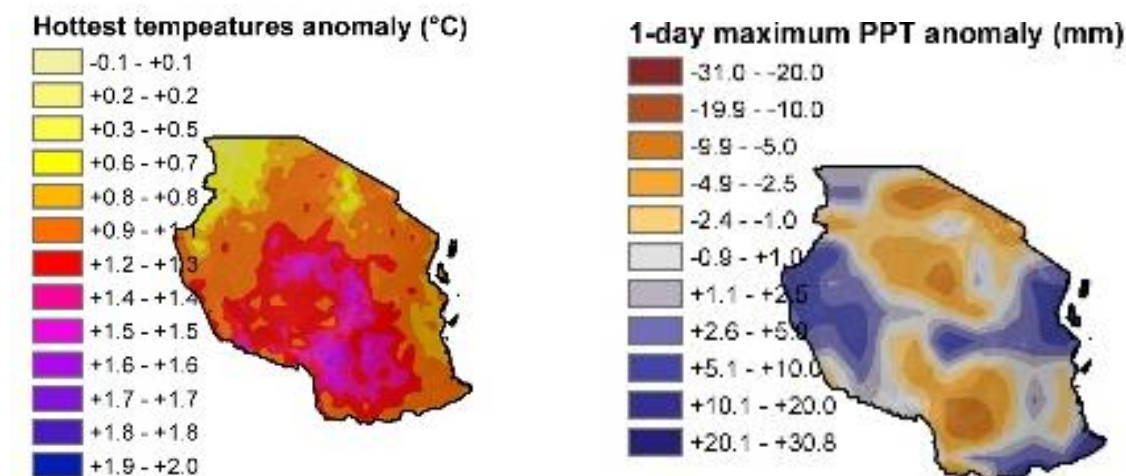 Hottest tempeatures anomaly (°C)
-0.1 - +0.1
+0.2 - +0.2
+0.3 - +0.5
+0.6 - +0.7
+0.8 - +0.8
+0.9 - +1
+1.2 - +1.3
+1.4 - +1.4
+1.5 - +1.5
+1.6 - +1.6
+1.7 - +1.7
+1.8 - +1.8
+1.9 - +2.0
1-day maximum PPT anomaly (mm)
-31.0 - -20.0
-19.9 - -10.0
-9.9 - -5.0
-4.9 - -2.5
-2.4 - -1.0
-0.9 - +1.0
+1.1 - +2.5
+2.6 - +5.0
+5.1 - +10.0
+10.1 - +20.0
+20.1 - +30.8